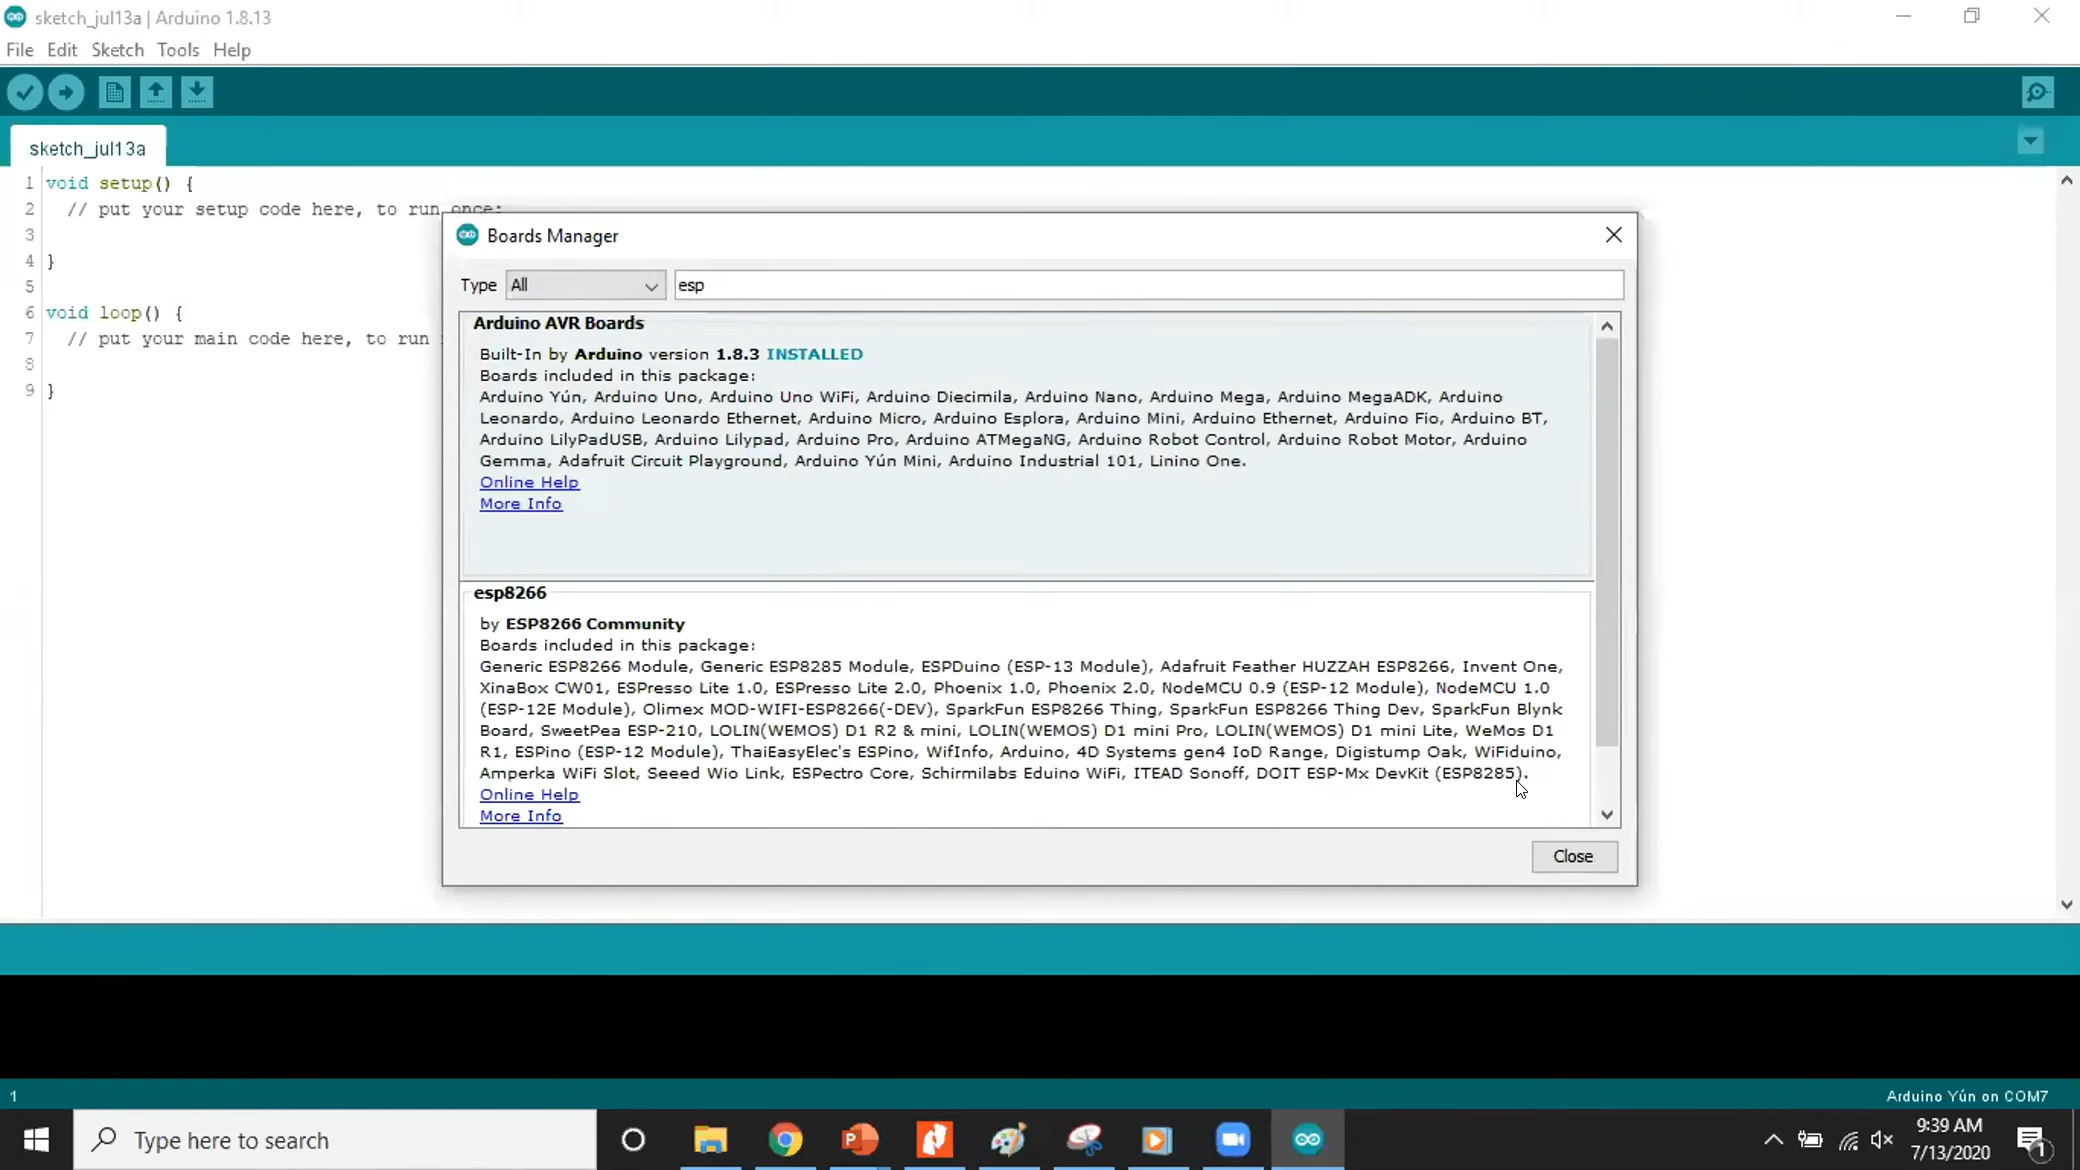 sketch_jul13a | Arduino 1.8.13
File Edit Sketch Tools Help
sketch_jul13a
1 void setup() {
2 // put your setup code here, to run once:
3
4 }
5
6 void loop() {
7 // put your main code here, to run
8
9 }
Boards Manager
Type All esp
Arduino AVR Boards
Built-In by Arduino version 1.8.3 INSTALLED
Boards included in this package:
Arduino Yún, Arduino Uno, Arduino Uno WiFi, Arduino Diecimila, Arduino Nano, Arduino Mega, Arduino MegaADK, Arduino
Leonardo, Arduino Leonardo Ethernet, Arduino Micro, Arduino Esplora, Arduino Mini, Arduino Ethernet, Arduino Fio, Arduino BT,
Arduino LilyPadUSB, Arduino Lilypad, Arduino Pro, Arduino ATMegaNG, Arduino Robot Control, Arduino Robot Motor, Arduino
Gemma, Adafruit Circuit Playground, Arduino Yún Mini, Arduino Industrial 101, Linino One.
Online Help
More Info
esp8266
by ESP8266 Community
Boards included in this package:
Generic ESP8266 Module, Generic ESP8285 Module, ESPDuino (ESP-13 Module), Adafruit Feather HUZZAH ESP8266, Invent One,
XinaBox CW01, ESPresso Lite 1.0, ESPresso Lite 2.0, Phoenix 1.0, Phoenix 2.0, NodeMCU 0.9 (ESP-12 Module), NodeMCU 1.0
(ESP-12E Module), Olimex MOD-WIFI-ESP8266(-DEV), SparkFun ESP8266 Thing, SparkFun ESP8266 Thing Dev, SparkFun Blynk
Board, SweetPea ESP-210, LOLIN(WEMOS) D1 R2 & mini, LOLIN(WEMOS) D1 mini Pro, LOLIN(WEMOS) D1 mini Lite, WeMos D1
R1, ESPino (ESP-12 Module), ThaiEasyElec's ESPino, WifInfo, Arduino, 4D Systems gen4 IoD Range, Digistump Oak, WiFiduino,
Amperka WiFi Slot, Seeed Wio Link, ESPectro Core, Schirmilabs Eduino WiFi, ITEAD Sonoff, DOIT ESP-Mx DevKit (ESP8285).
Online Help
More Info
Close
1 Arduino Yún on COM7
Type here to search
9:39 AM
7/13/2020
1